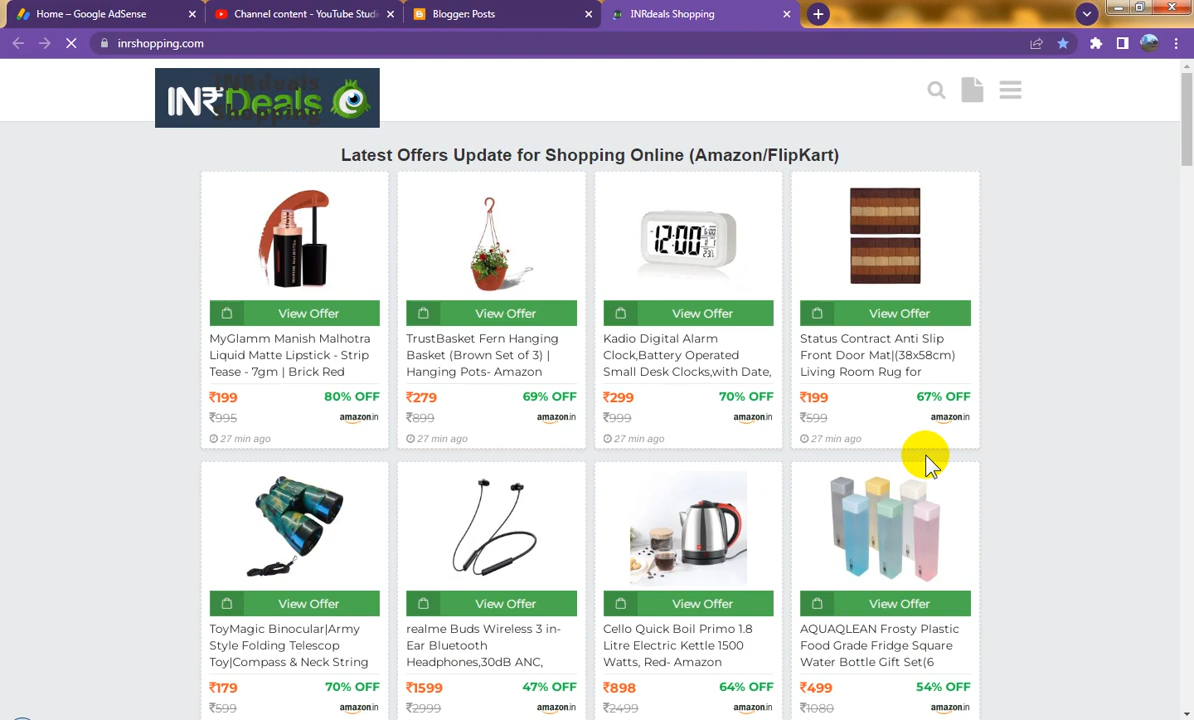 Home – Google AdSense
Channel content - YouTube Studi
Blogger: Posts
INRdeals Shopping
inrshopping.com
INRdeals
IN₹Deals
Shopping
Latest Offers Update for Shopping Online (Amazon/FlipKart)
12:00
View Offer View Offer View Offer View Offer
MyGlamm Manish Malhotra
Liquid Matte Lipstick - Strip
Tease - 7gm | Brick Red
₹199 80% OFF
₹995 amazon.in
27 min ago
TrustBasket Fern Hanging
Basket (Brown Set of 3) |
Hanging Pots- Amazon
₹279 69% OFF
₹899 amazon.in
27 min ago
Kadio Digital Alarm
Clock,Battery Operated
Small Desk Clocks,with Date,
₹299 70% OFF
₹999 amazon.in
27 min ago
Status Contract Anti Slip
Front Door Mat|(38x58cm)
Living Room Rug for
₹199 67% OFF
₹599 amazon.in
27 min ago
View Offer View Offer View Offer View Offer
ToyMagic Binocular|Army
Style Folding Telescop
Toy|Compass & Neck String
₹179 70% OFF
₹599 amazon.in
realme Buds Wireless 3 in-
Ear Bluetooth
Headphones,30dB ANC,
₹1599 47% OFF
₹2999 amazon.in
Cello Quick Boil Primo 1.8
Litre Electric Kettle 1500
Watts, Red- Amazon
₹898 64% OFF
₹2499 amazon.in
AQUAQLEAN Frosty Plastic
Food Grade Fridge Square
Water Bottle Gift Set(6
₹499 54% OFF
₹1080 amazon.in